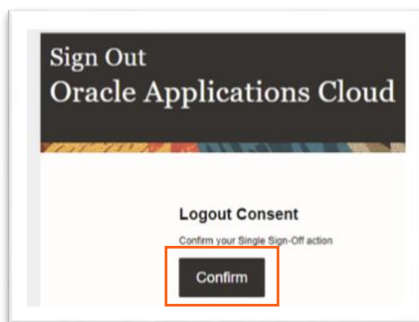 Sign Out
Oracle Applications Cloud
Logout Consent
Confirm your Single Sign-Off action
Confirm